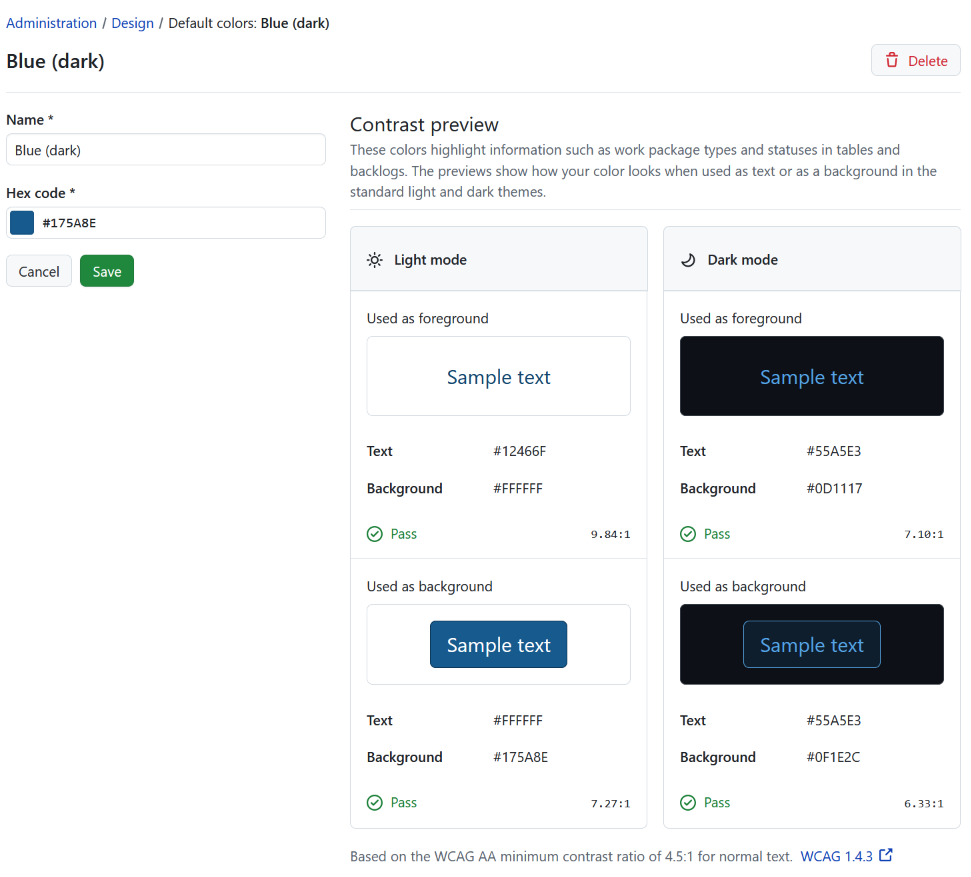 Administration / Design / Default colors: Blue (dark)
Blue (dark)
Delete
Name *
Blue (dark)
Hex code *
#175A8E
Cancel
Save
Contrast preview
These colors highlight information such as work package types and statuses in tables and
backlogs. The previews show how your color looks when used as text or as a background in the
standard light and dark themes.
Light mode
Used as foreground
Sample text
Text #12466F
Background #FFFFFF
Pass 9.84:1
Used as background
Sample text
Text #FFFFFF
Background #175A8E
Pass 7.27:1
Dark mode
Used as foreground
Sample text
Text #55A5E3
Background #0D1117
Pass 7.10:1
Used as background
Sample text
Text #55A5E3
Background #0F1E2C
Pass 6.33:1
Based on the WCAG AA minimum contrast ratio of 4.5:1 for normal text. WCAG 1.4.3